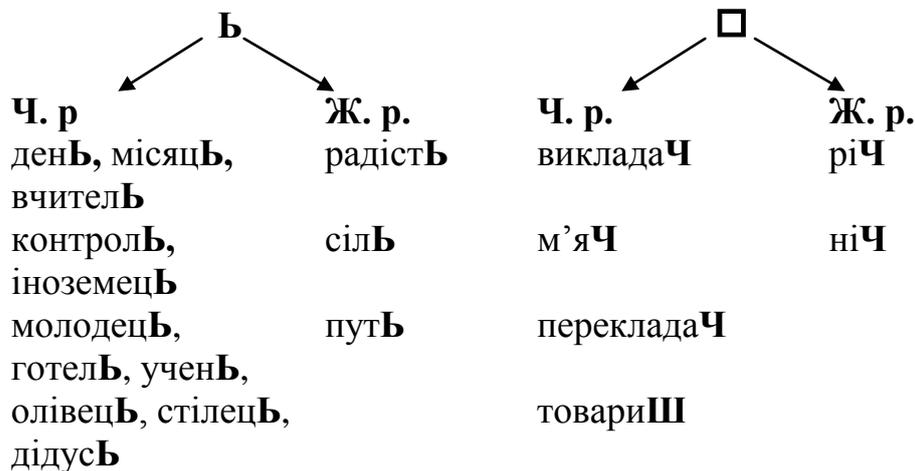 Ь □
Ч. р Ж. р. Ч. р. Ж. р.
денЬ, місяцЬ, радістЬ викладаЧ ріЧ
вчителЬ
контролЬ, сілЬ м’яЧ ніЧ
іноземецЬ
молодецЬ, путЬ перекладаЧ
готелЬ, ученЬ,
олівецЬ, стілецЬ, товариШ
дідусЬ